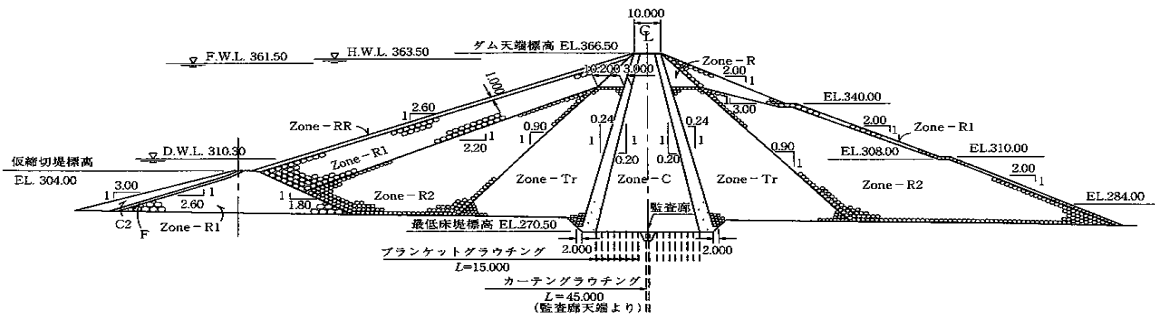 10.000
C L
F.W.L. 361.50
H.W.L. 363.50
ダム天端標高 EL.366.50
10.200 3.000
Zone-R
2.00
1
1.000
EL.340.00
3.00
1
1
2.60
Zone-RR
0.90
1
0.24
1
0.24
1
2.00
1
Zone-R1
Zone-R1
1
2.20
0.20
1
0.20
1
0.90
1
EL.308.00
EL.310.00
2.00
1
仮締切堤標高
EL. 304.00
D.W.L. 310.30
Zone-Tr
Zone-C
Zone-Tr
Zone-R2
Zone-R2
3.00
1
1
2.60
1
1.80
EL.284.00
C2
F
Zone-R1
最低床堤標高 EL.270.50
監査廊
2.000
2.000
ブランケットグラウチング
L=15.000
カーテングラウチング
L=45.000
(監査廊天端より)